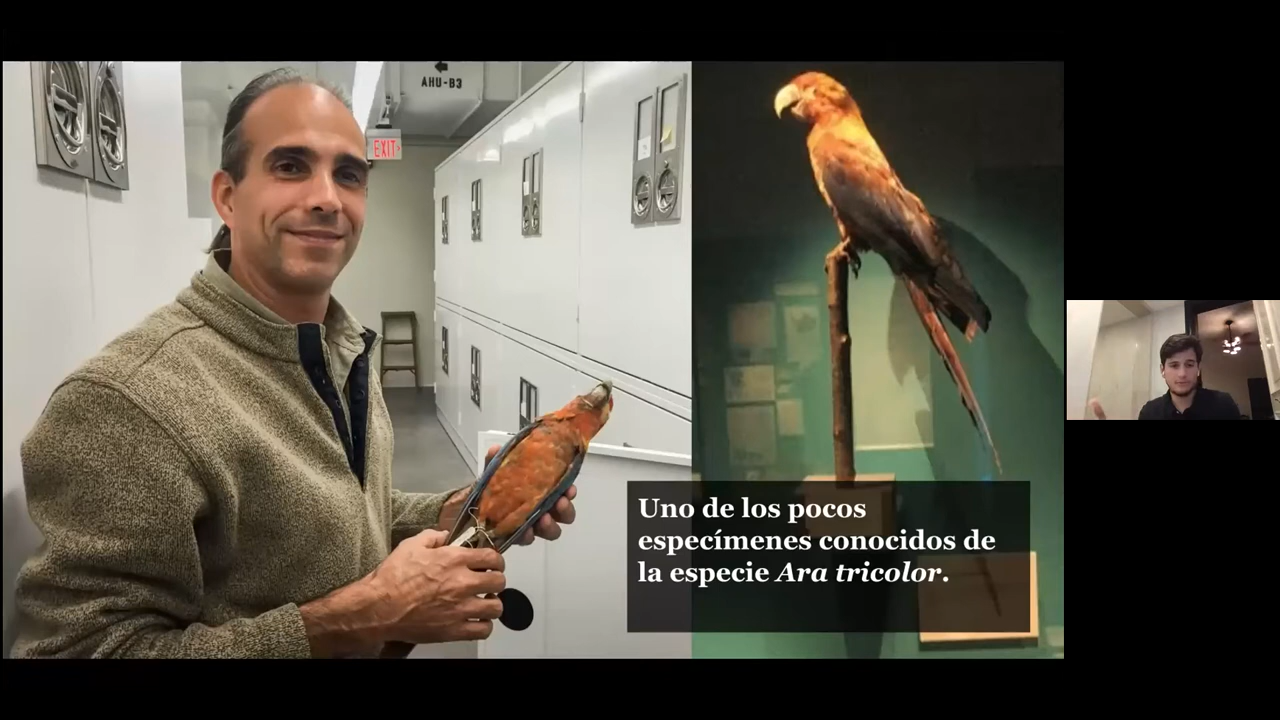 AHU-B3
EXIT
Uno de los pocos
especímenes conocidos de
la especie Ara tricolor.